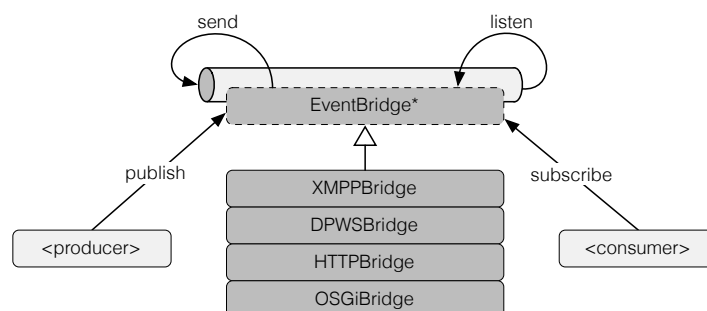 send
listen
EventBridge*
publish
subscribe
XMPPBridge
DPWSBridge
<producer>
<consumer>
HTTPBridge
OSGiBridge